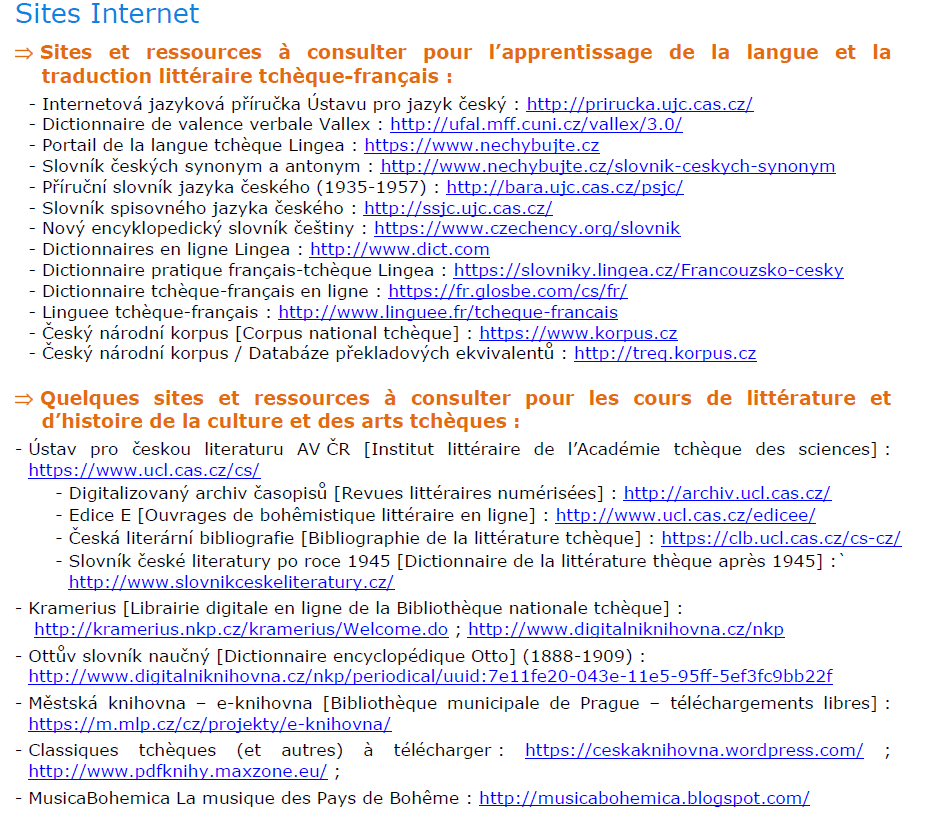 Sites Internet
⇒ Sites et ressources à consulter pour l’apprentissage de la langue et la
traduction littéraire tchèque-français :
- Internetová jazyková příručka Ústavu pro jazyk český : http://prirucka.ujc.cas.cz/
- Dictionnaire de valence verbale Vallex : http://ufal.mff.cuni.cz/vallex/3.0/
- Portail de la langue tchèque Lingea : https://www.nechybujte.cz
- Slovník českých synonym a antonym : http://www.nechybujte.cz/slovnik-ceskych-synonym
- Příruční slovník jazyka českého (1935-1957) : http://bara.ujc.cas.cz/psjc/
- Slovník spisovného jazyka českého : http://ssjc.ujc.cas.cz/
- Nový encyklopedický slovník češtiny : https://www.czechency.org/slovnik
- Dictionnaires en ligne Lingea : http://www.dict.com
- Dictionnaire pratique français-tchèque Lingea : https://slovniky.lingea.cz/Francouzsko-cesky
- Dictionnaire tchèque-français en ligne : https://fr.glosbe.com/cs/fr/
- Linguee tchèque-français : http://www.linguee.fr/tcheque-francais
- Český národní korpus [Corpus national tchèque] : https://www.korpus.cz
- Český národní korpus / Databáze překladových ekvivalentů : http://treq.korpus.cz
⇒ Quelques sites et ressources à consulter pour les cours de littérature et
d’histoire de la culture et des arts tchèques :
- Ústav pro českou literaturu AV ČR [Institut littéraire de l’Académie tchèque des sciences] :
https://www.ucl.cas.cz/cs/
- Digitalizovaný archiv časopisů [Revues littéraires numérisées] : http://archiv.ucl.cas.cz/
- Edice E [Ouvrages de bohêmistique littéraire en ligne] : http://www.ucl.cas.cz/edicee/
- Česká literární bibliografie [Bibliographie de la littérature tchèque] : https://clb.ucl.cas.cz/cs-cz/
- Slovník české literatury po roce 1945 [Dictionnaire de la littérature thèque après 1945] :`
http://www.slovnikceskeliteratury.cz/
- Kramerius [Librairie digitale en ligne de la Bibliothèque nationale tchèque] :
http://kramerius.nkp.cz/kramerius/Welcome.do ; http://www.digitalniknihovna.cz/nkp
- Ottův slovník naučný [Dictionnaire encyclopédique Otto] (1888-1909) :
http://www.digitalniknihovna.cz/nkp/periodical/uuid:7e11fe20-043e-11e5-95ff-5ef3fc9bb22f
- Městská knihovna – e-knihovna [Bibliothèque municipale de Prague – téléchargements libres] :
https://m.mlp.cz/cz/projekty/e-knihovna/
- Classiques tchèques (et autres) à télécharger : https://ceskaknihovna.wordpress.com/ ;
http://www.pdfknihy.maxzone.eu/ ;
- MusicaBohemica La musique des Pays de Bohême : http://musicabohemica.blogspot.com/